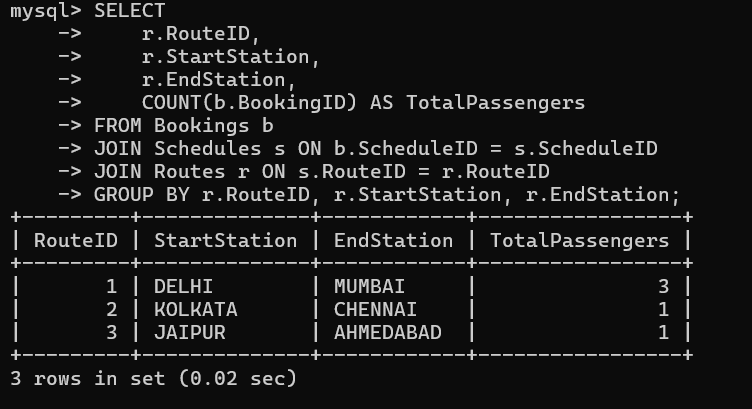 mysql> SELECT
    ->     r.RouteID,
    ->     r.StartStation,
    ->     r.EndStation,
    ->     COUNT(b.BookingID) AS TotalPassengers
    -> FROM Bookings b
    -> JOIN Schedules s ON b.ScheduleID = s.ScheduleID
    -> JOIN Routes r ON s.RouteID = r.RouteID
    -> GROUP BY r.RouteID, r.StartStation, r.EndStation;
+---------+--------------+------------+-----------------+
| RouteID | StartStation | EndStation | TotalPassengers |
+---------+--------------+------------+-----------------+
|       1 | DELHI        | MUMBAI     |               3 |
|       2 | KOLKATA      | CHENNAI    |               1 |
|       3 | JAIPUR       | AHMEDABAD  |               1 |
+---------+--------------+------------+-----------------+
3 rows in set (0.02 sec)